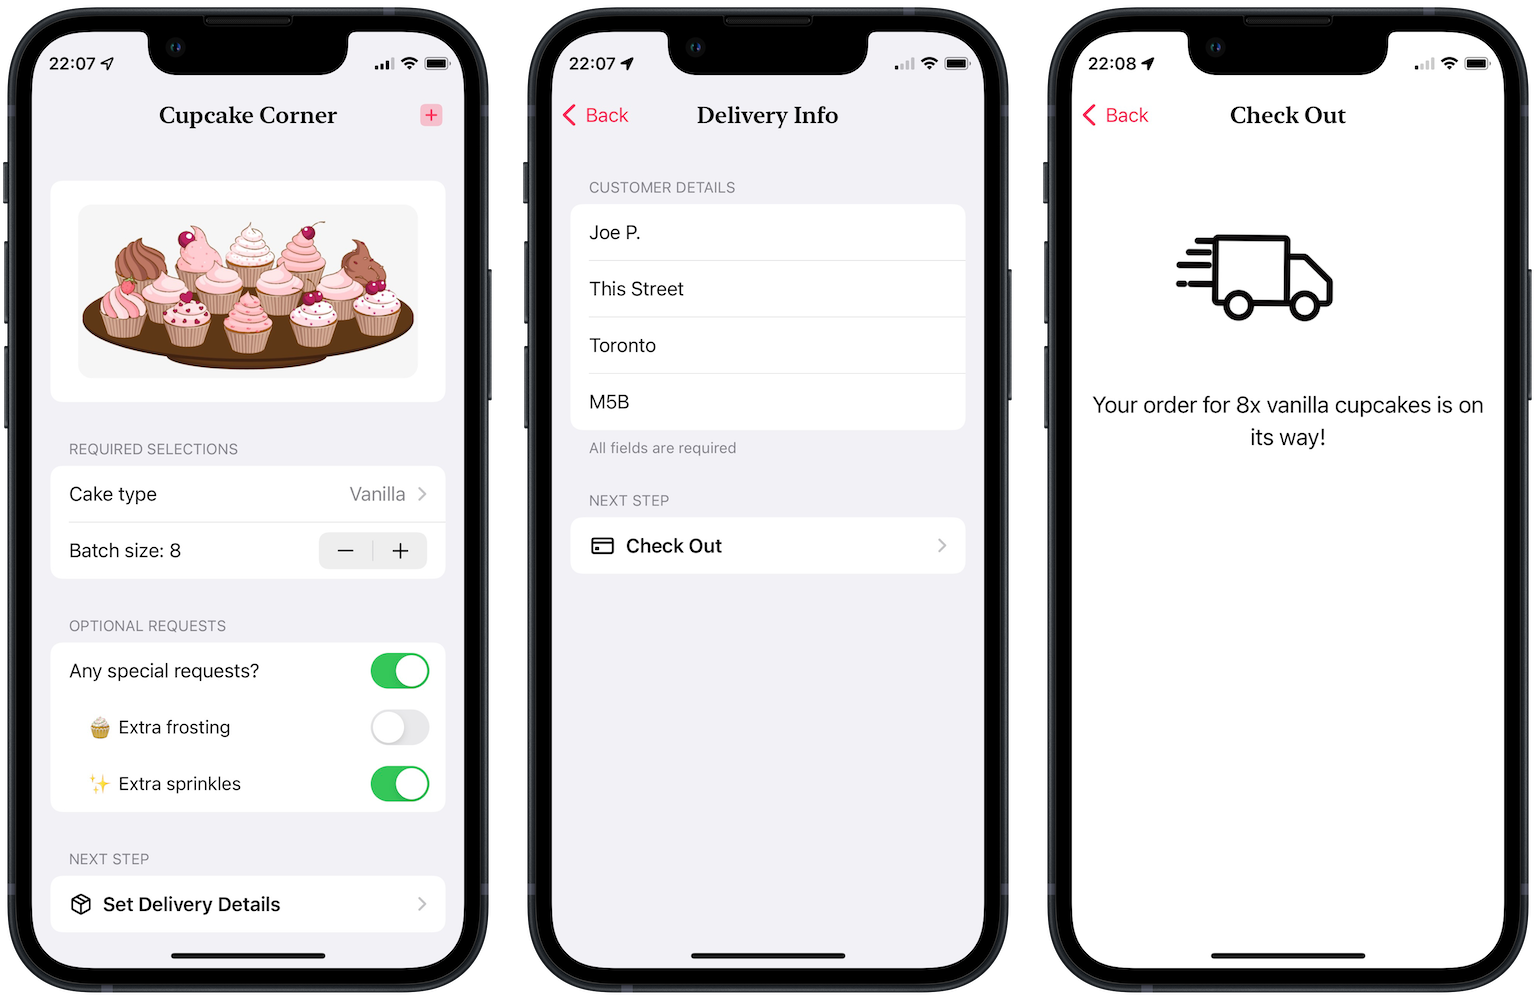 22:07
Cupcake Corner
REQUIRED SELECTIONS
Cake type
Vanilla
Batch size: 8
OPTIONAL REQUESTS
Any special requests?
Extra frosting
Extra sprinkles
NEXT STEP
Set Delivery Details
22:07
Back
Delivery Info
CUSTOMER DETAILS
Joe P.
This Street
Toronto
M5B
All fields are required
NEXT STEP
Check Out
22:08
Back
Check Out
Your order for 8x vanilla cupcakes is on
its way!